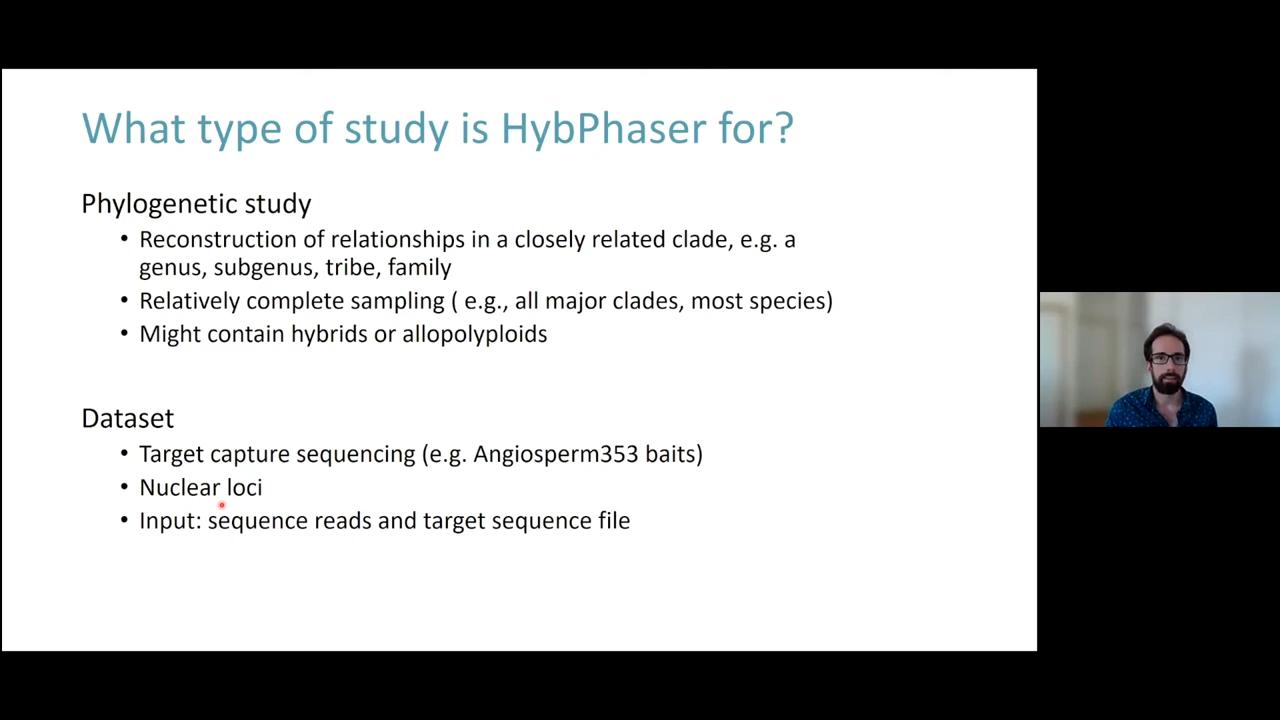 What type of study is HybPhaser for?
Phylogenetic study
• Reconstruction of relationships in a closely related clade, e.g. a
genus, subgenus, tribe, family
• Relatively complete sampling ( e.g., all major clades, most species)
• Might contain hybrids or allopolyploids
Dataset
• Target capture sequencing (e.g. Angiosperm353 baits)
• Nuclear loci
• Input: sequence reads and target sequence file